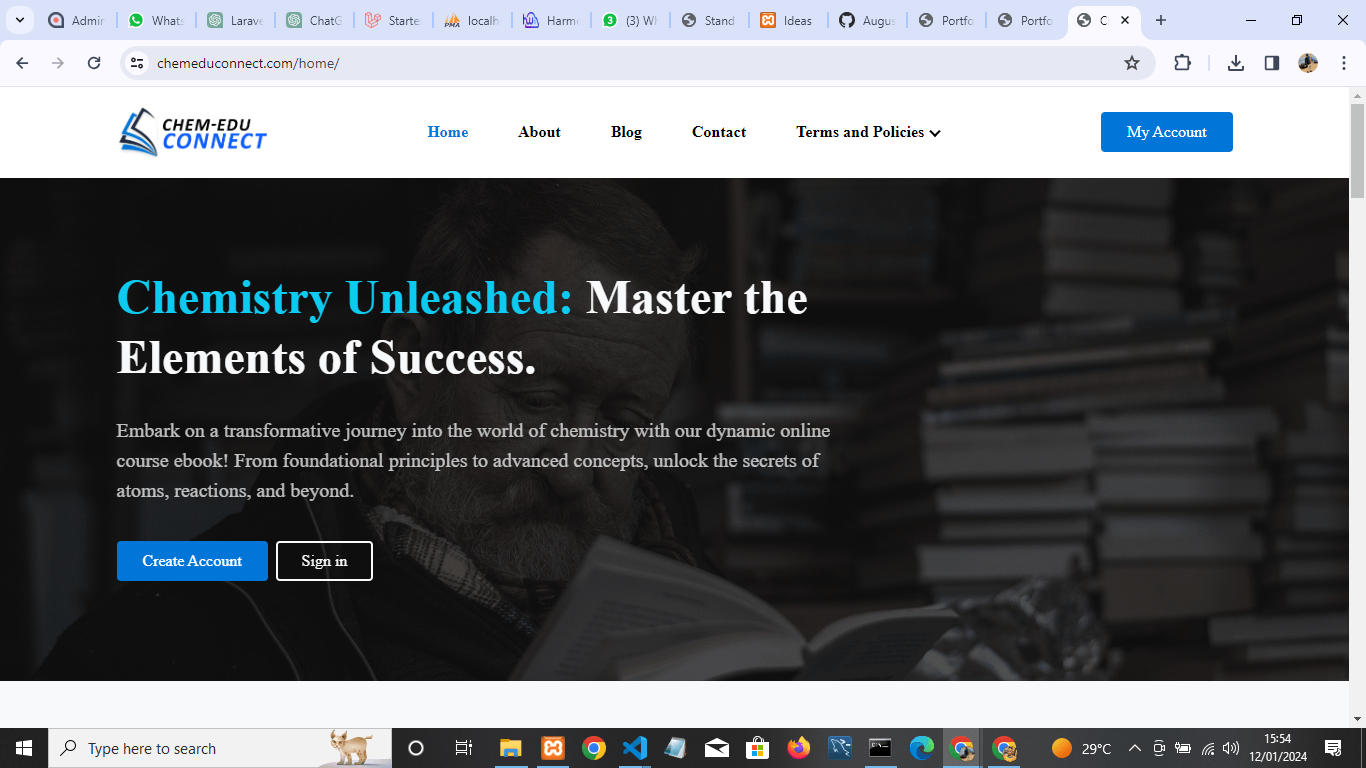 Admin
Whats
Larave
ChatG
Starte
localh
Harmo
(3) Wh
Stand
Ideas
Augus
Portfo
Portfo
C
chemeduconnect.com/home/
CHEM-EDU
CONNECT
Home
About
Blog
Contact
Terms and Policies
My Account
Chemistry Unleashed: Master the
Elements of Success.
Embark on a transformative journey into the world of chemistry with our dynamic online
course ebook! From foundational principles to advanced concepts, unlock the secrets of
atoms, reactions, and beyond.
Create Account
Sign in
Type here to search
29°C
15:54
12/01/2024